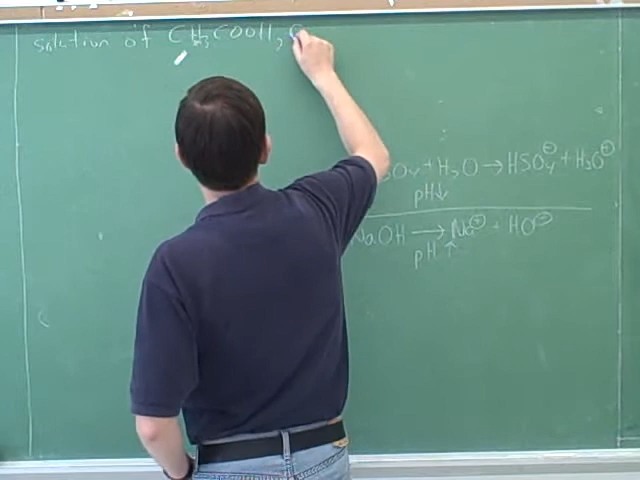 solution of CH₃COOH, C
SO₄ + H₂O → HSO₄⊖ + H₃O⊕
pH↓
NaOH → Na⊕ + HO⊖
pH ↑